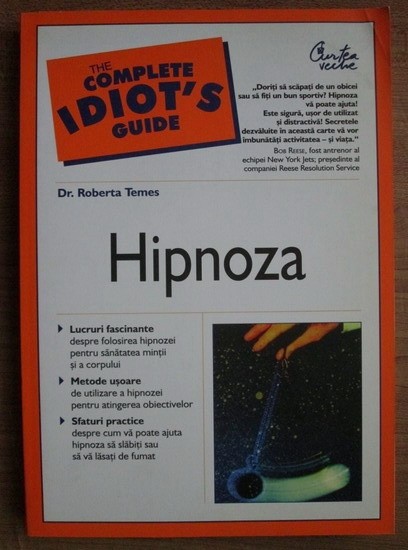 THE
COMPLETE
IDIOT'S
GUIDE
Curtea
veche
„Doriți să scăpați de un obicei
sau să fiți un bun sportiv? Hipnoza
vă poate ajuta!
Este sigură, ușor de utilizat
și distractivă! Secretele
dezvăluite în această carte vă vor
îmbunătăți activitatea – și viața.“
BOB REESE, fost antrenor al
echipei New York Jets; președinte al
companiei Reese Resolution Service
Dr. Roberta Temes
Hipnoza
Lucruri fascinante
despre folosirea hipnozei
pentru sănătatea minții
și a corpului
Metode ușoare
de utilizare a hipnozei
pentru atingerea obiectivelor
Sfaturi practice
despre cum vă poate ajuta
hipnoza să slăbiți sau
să vă lăsați de fumat